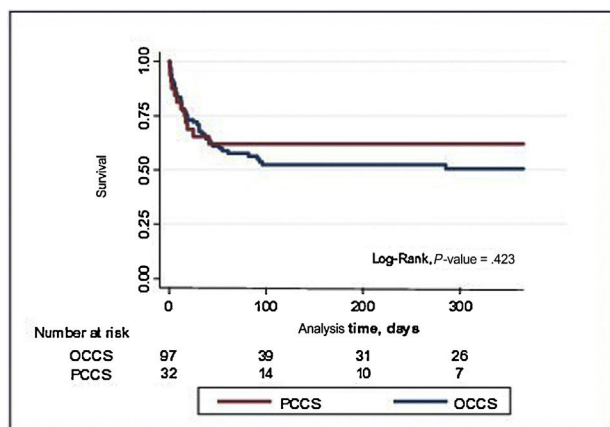 1.00
0.75
0.50
0.25
0.00
Survival
Log-Rank, P-value = .423
0 100 200 300
Analysis time, days
Number at risk
OCCS 97 39 31 26
PCCS 32 14 10 7
PCCS OCCS